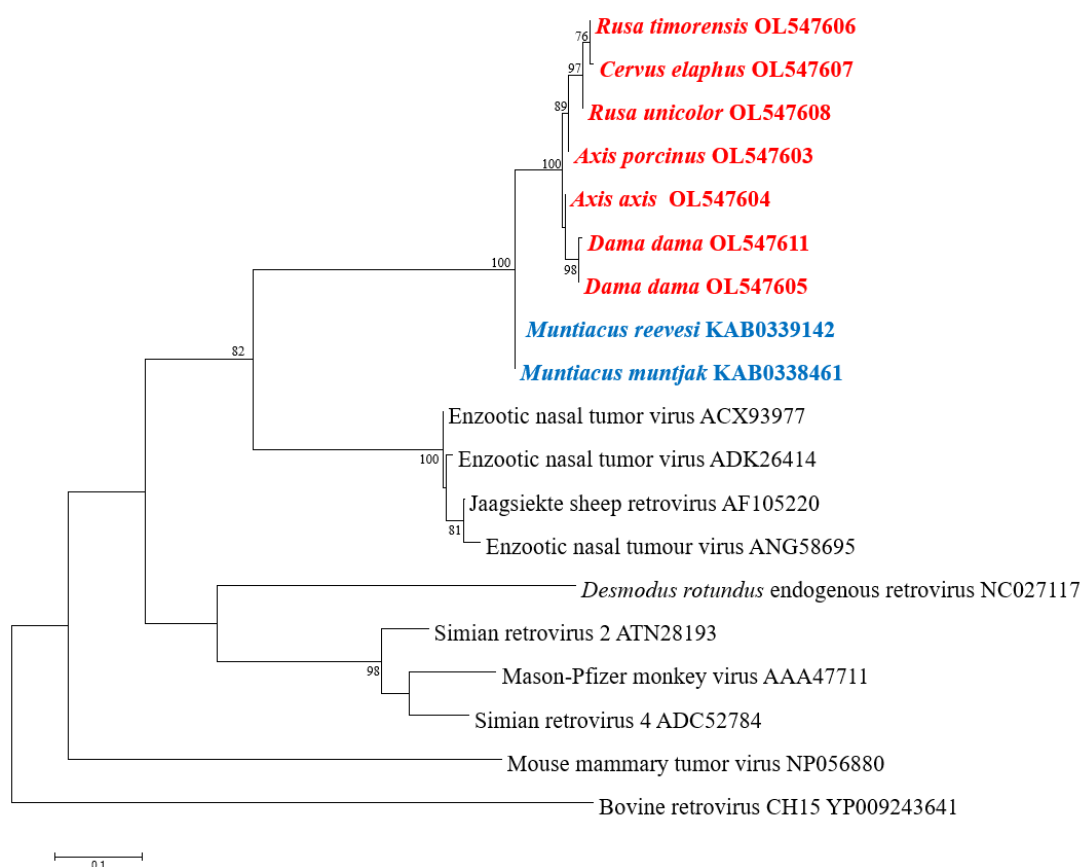 Rusa timorensis OL547606
76
Cervus elaphus OL547607
97
Rusa unicolor OL547608
89
Axis porcinus OL547603
100
Axis axis OL547604
Dama dama OL547611
98
Dama dama OL547605
100
Muntiacus reevesi KAB0339142
82
Muntiacus muntjak KAB0338461
Enzootic nasal tumor virus ACX93977
100
Enzootic nasal tumor virus ADK26414
Jaagsiekte sheep retrovirus AF105220
81
Enzootic nasal tumour virus ANG58695
Desmodus rotundus endogenous retrovirus NC027117
Simian retrovirus 2 ATN28193
98
Mason-Pfizer monkey virus AAA47711
Simian retrovirus 4 ADC52784
Mouse mammary tumor virus NP056880
Bovine retrovirus CH15 YP009243641
0.1